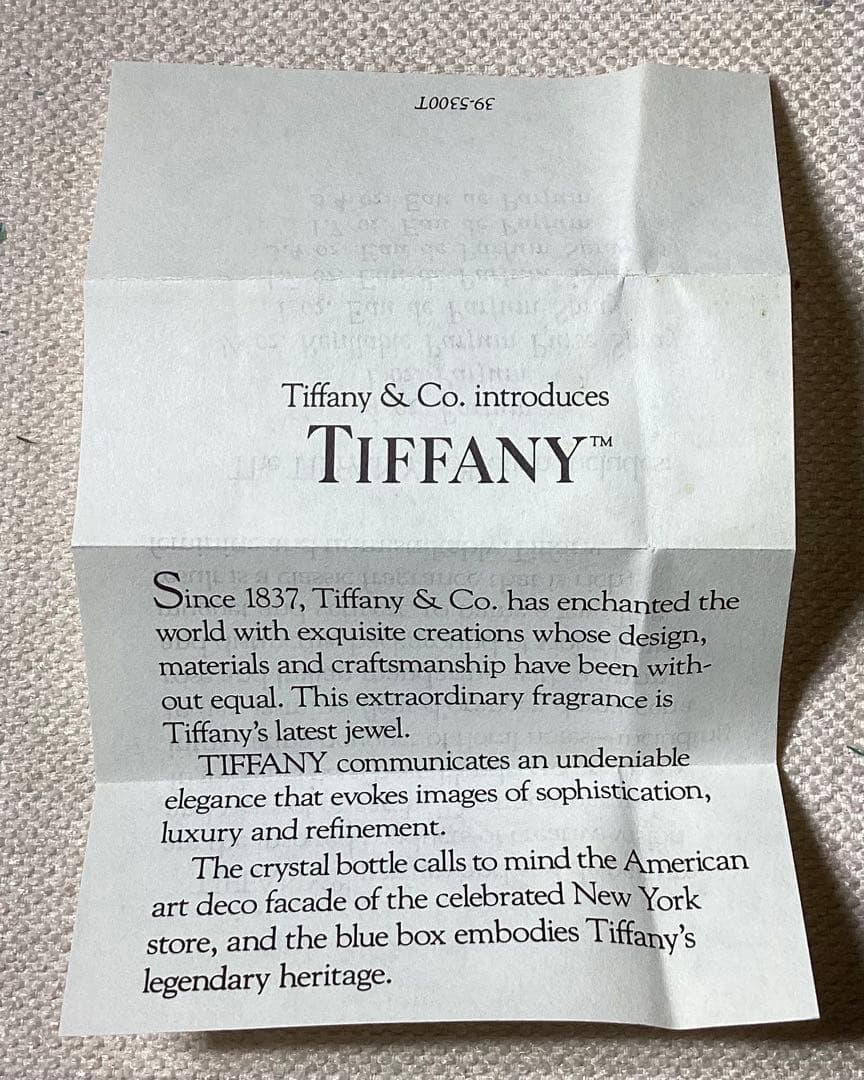 39-5300T
Tiffany & Co. introduces
TIFFANY™
Since 1837, Tiffany & Co. has enchanted the
world with exquisite creations whose design,
materials and craftsmanship have been with-
out equal. This extraordinary fragrance is
Tiffany's latest jewel.
TIFFANY communicates an undeniable
elegance that evokes images of sophistication,
luxury and refinement.
The crystal bottle calls to mind the American
art deco facade of the celebrated New York
store, and the blue box embodies Tiffany's
legendary heritage.